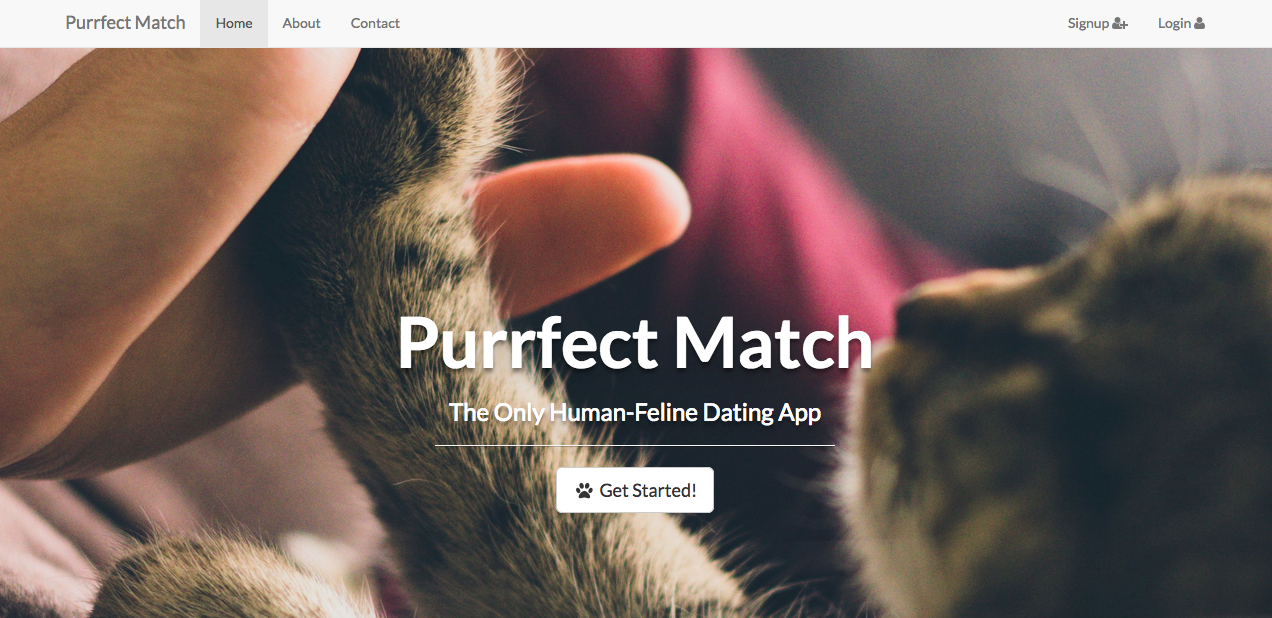 Purrfect Match Home About Contact Signup Login
Purrfect Match
The Only Human-Feline Dating App
Get Started!